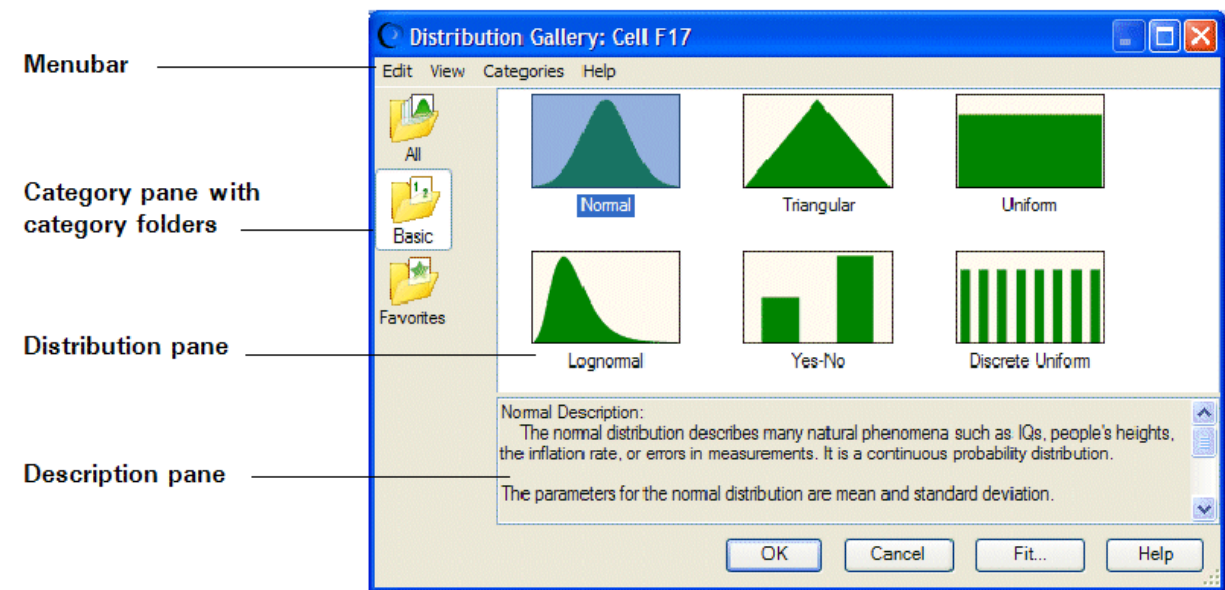 Distribution Gallery: Cell F17
Menubar
Edit View Categories Help
All
Normal Triangular Uniform
Category pane with
category folders
Basic
Favorites
Distribution pane
Lognormal Yes-No Discrete Uniform
Normal Description:
The normal distribution describes many natural phenomena such as IQs, people's heights,
the inflation rate, or errors in measurements. It is a continuous probability distribution.
Description pane
The parameters for the normal distribution are mean and standard deviation.
OK Cancel Fit... Help